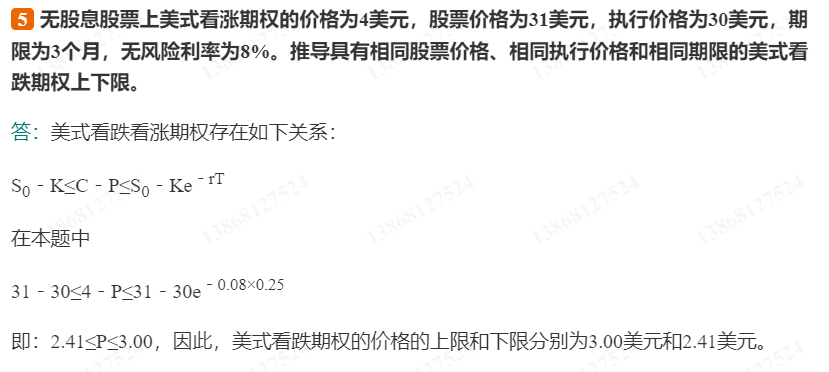 5 无股息股票上美式看涨期权的价格为4美元，股票价格为31美元，执行价格为30美元，期
限为3个月，无风险利率为8%。推导具有相同股票价格、相同执行价格和相同期限的美式看
跌期权上下限。
答：美式看跌看涨期权存在如下关系：
S₀﹣K≤C﹣P≤S₀﹣Ke^﹣rT
在本题中
31﹣30≤4﹣P≤31﹣30e^﹣0.08×0.25
即：2.41≤P≤3.00，因此，美式看跌期权的价格的上限和下限分别为3.00美元和2.41美元。
13868127524